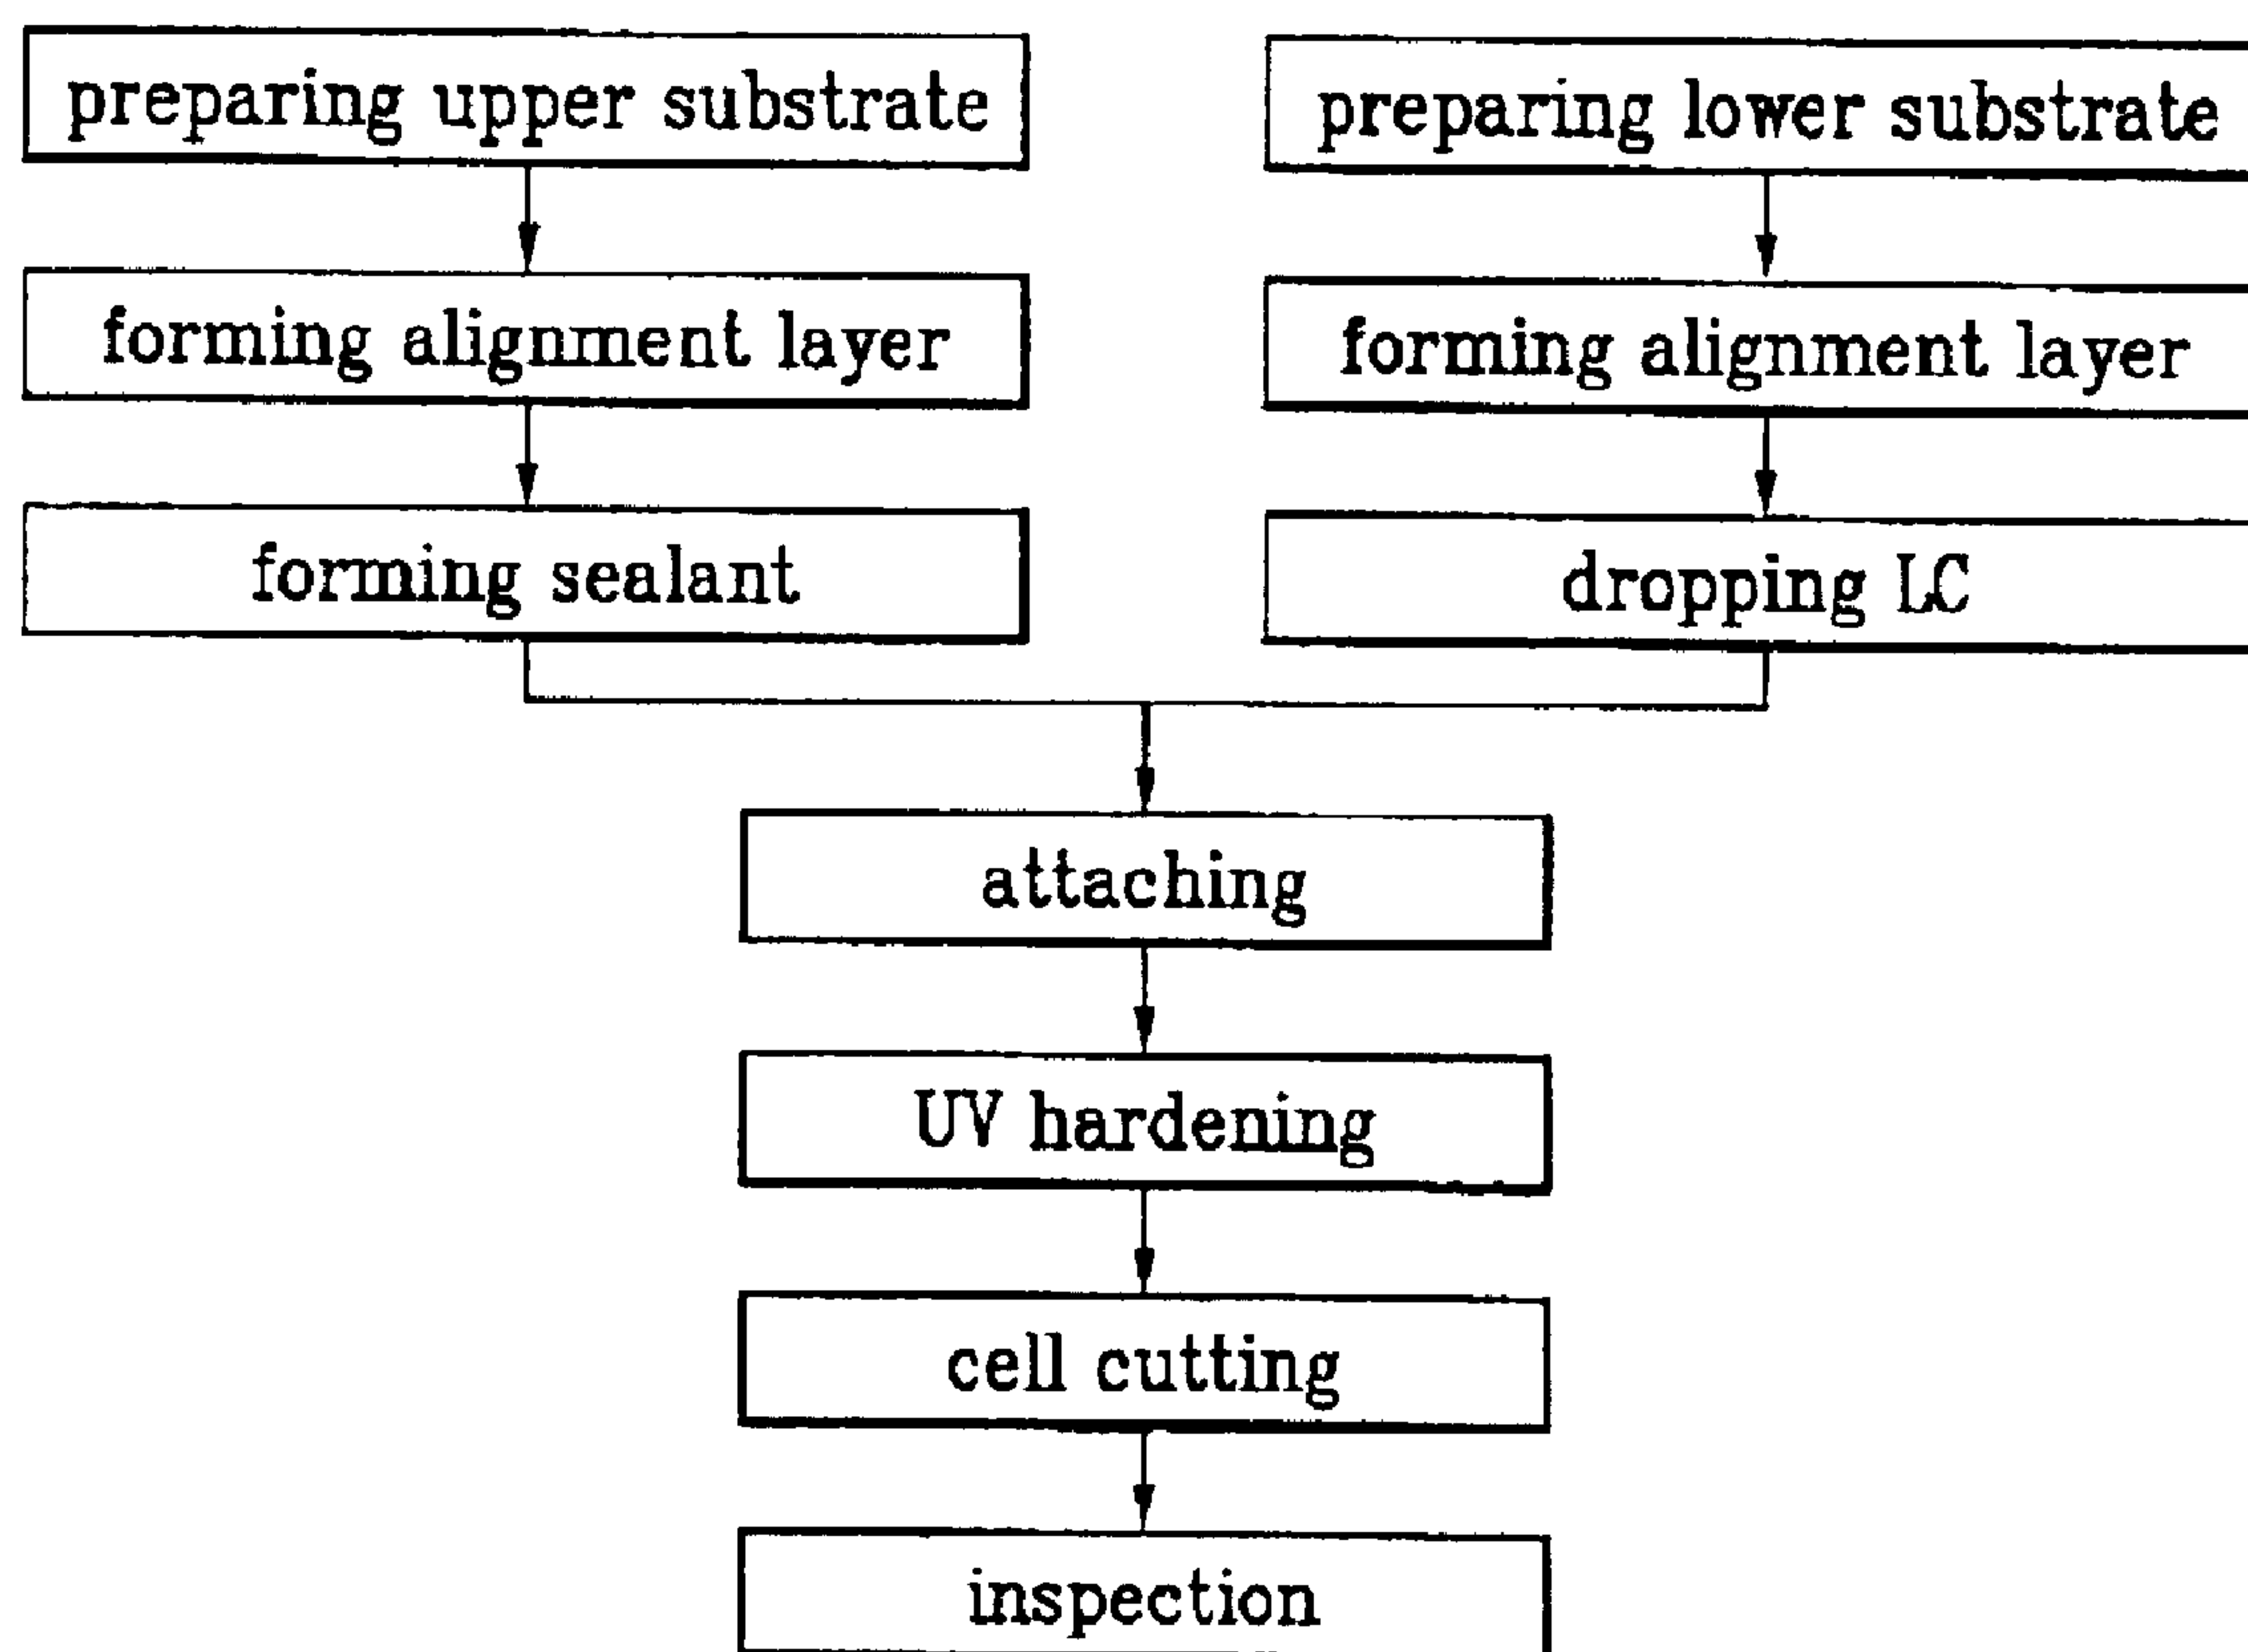 preparing upper substrate
preparing lower substrate
forming alignment layer
forming alignment layer
forming sealant
dropping LC
attaching
UV hardening
cell cutting
inspection